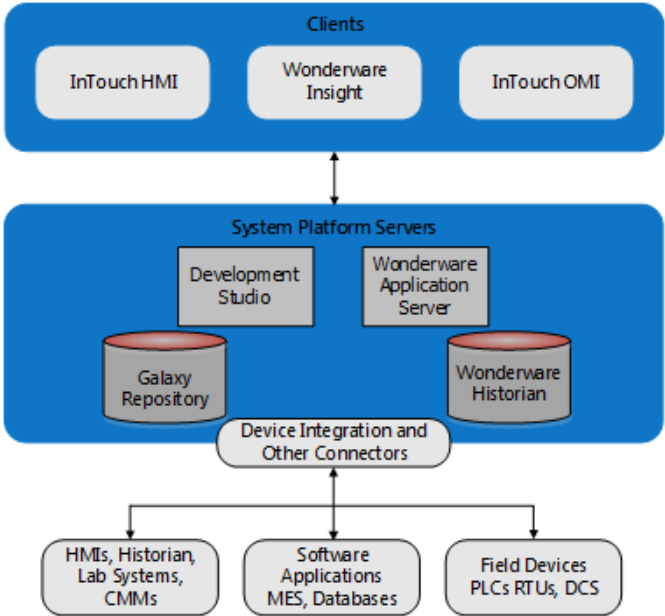 Clients
InTouch HMI
Wonderware
Insight
InTouch OMI
System Platform Servers
Development
Studio
Wonderware
Application
Server
Galaxy
Repository
Wonderware
Historian
Device Integration and
Other Connectors
HMIs, Historian,
Lab Systems,
CMMs
Software
Applications
MES, Databases
Field Devices
PLCs RTUs, DCS